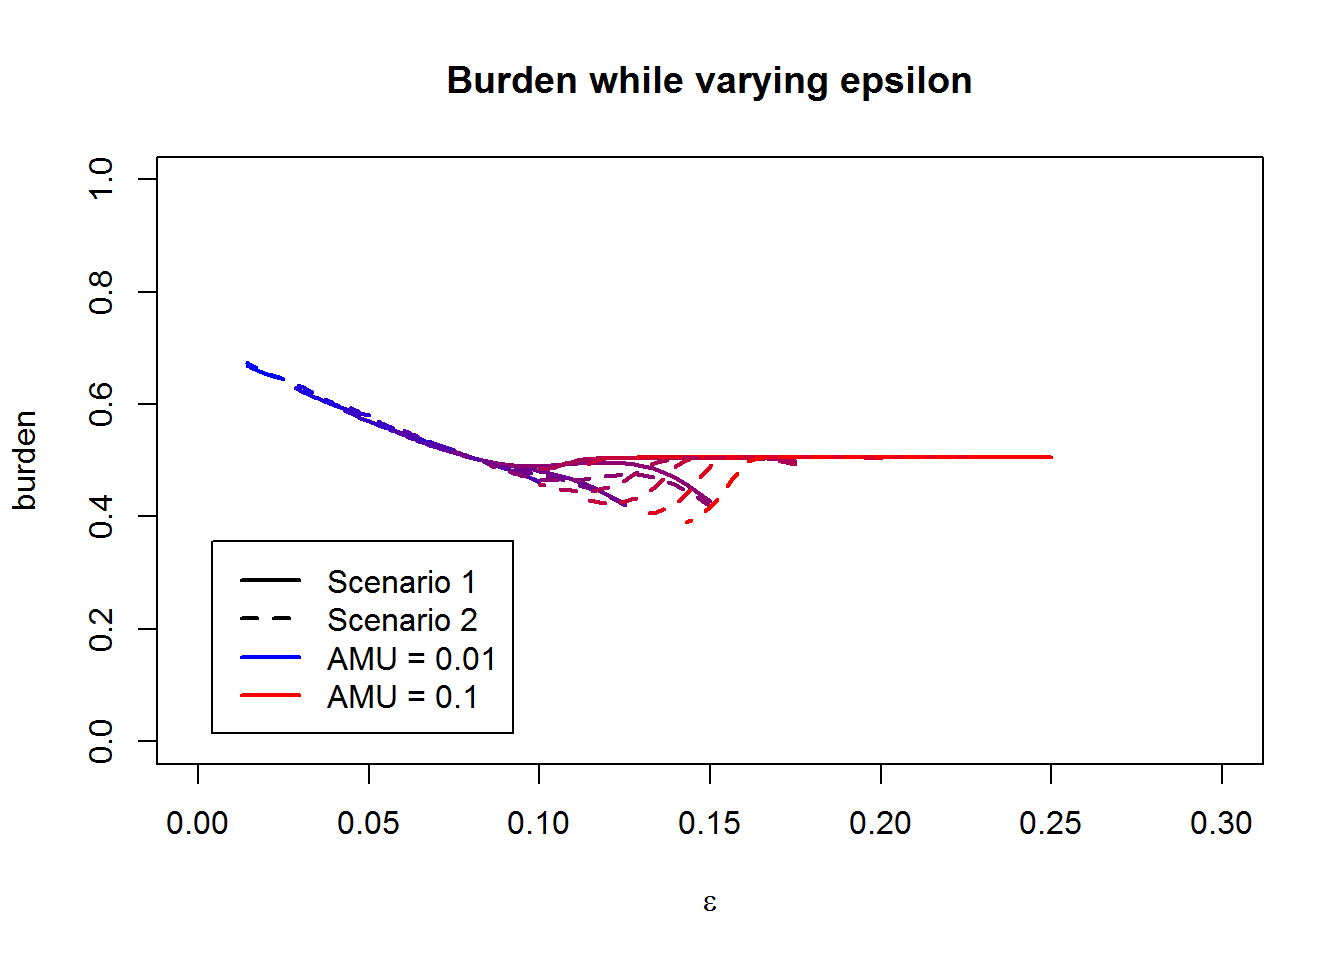 Burden while varying epsilon
burden
1.0
0.8
0.6
0.4
0.2
0.0
Scenario 1
Scenario 2
AMU = 0.01
AMU = 0.1
0.00 0.05 0.10 0.15 0.20 0.25 0.30
ε